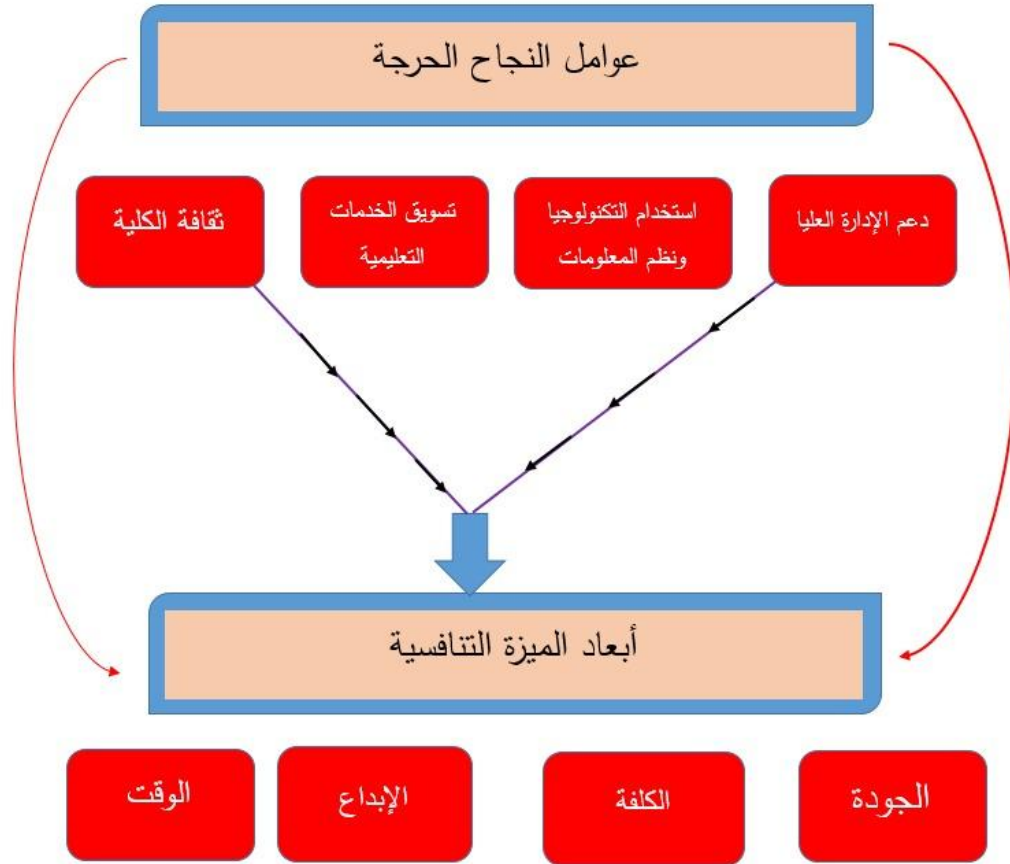 عوامل النجاح الحرجة
دعم الإدارة العليا
استخدام التكنولوجيا
ونظم المعلومات
تسويق الخدمات
التعليمية
ثقافة الكلية
أبعاد الميزة التنافسية
الجودة
الكلفة
الإبداع
الوقت